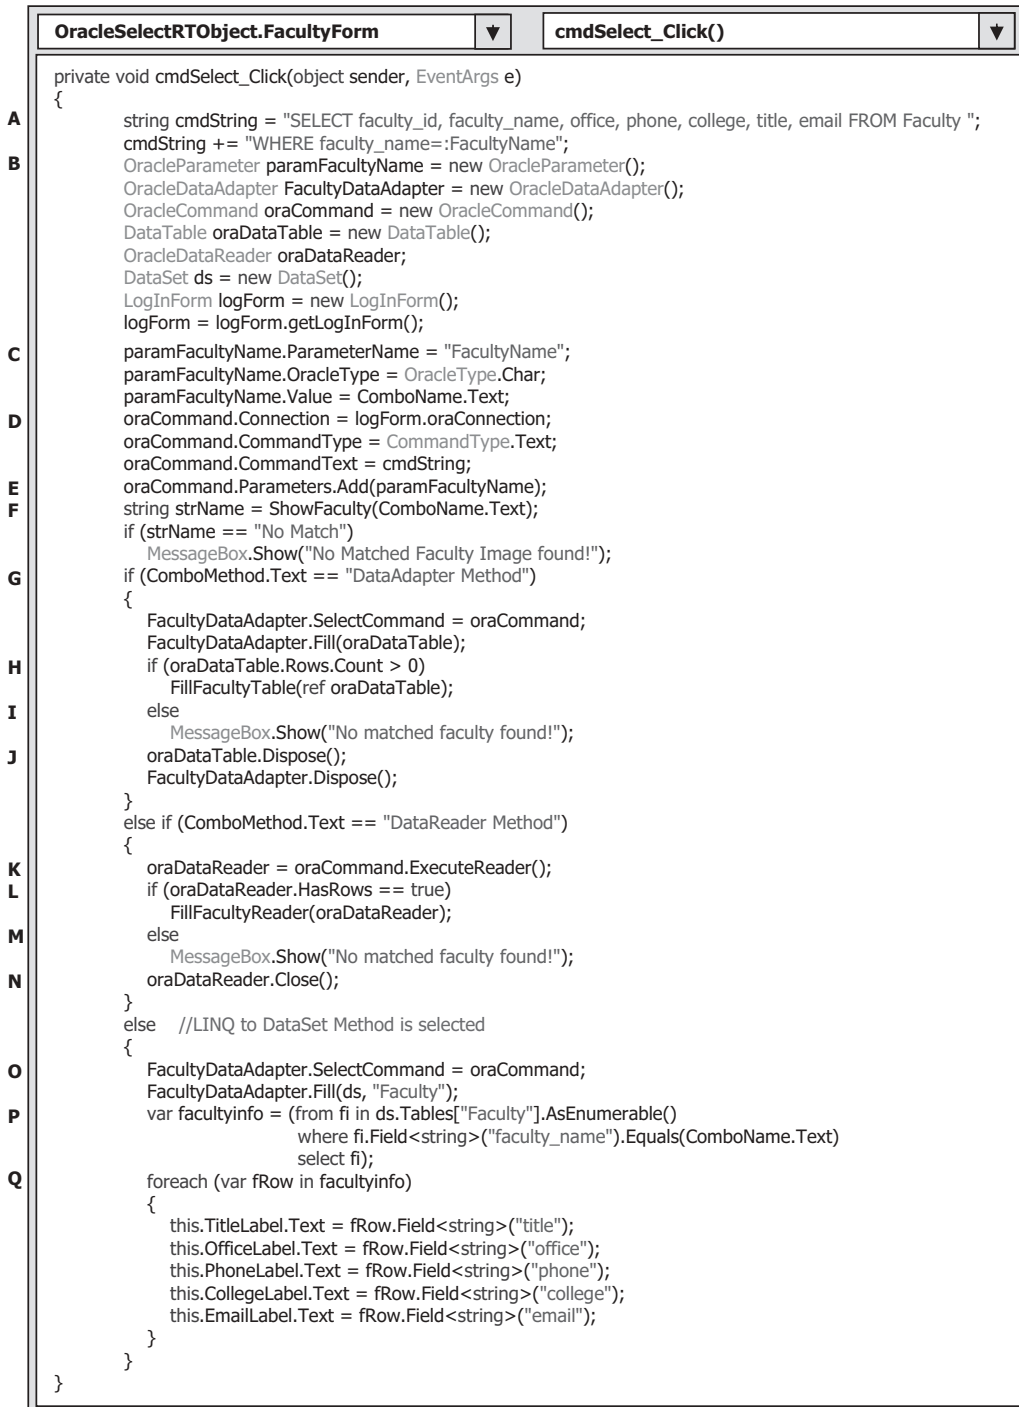 OracleSelectRTObject.FacultyForm ▼ cmdSelect_Click() ▼
private void cmdSelect_Click(object sender, EventArgs e)
{
A string cmdString = "SELECT faculty_id, faculty_name, office, phone, college, title, email FROM Faculty ";
cmdString += "WHERE faculty_name=:FacultyName";
B OracleParameter paramFacultyName = new OracleParameter();
OracleDataAdapter FacultyDataAdapter = new OracleDataAdapter();
OracleCommand oraCommand = new OracleCommand();
DataTable oraDataTable = new DataTable();
OracleDataReader oraDataReader;
DataSet ds = new DataSet();
LogInForm logForm = new LogInForm();
logForm = logForm.getLogInForm();
C paramFacultyName.ParameterName = "FacultyName";
paramFacultyName.OracleType = OracleType.Char;
paramFacultyName.Value = ComboName.Text;
D oraCommand.Connection = logForm.oraConnection;
oraCommand.CommandType = CommandType.Text;
oraCommand.CommandText = cmdString;
E oraCommand.Parameters.Add(paramFacultyName);
F string strName = ShowFaculty(ComboName.Text);
if (strName == "No Match")
MessageBox.Show("No Matched Faculty Image found!");
G if (ComboMethod.Text == "DataAdapter Method")
{
FacultyDataAdapter.SelectCommand = oraCommand;
FacultyDataAdapter.Fill(oraDataTable);
H if (oraDataTable.Rows.Count > 0)
FillFacultyTable(ref oraDataTable);
I else
MessageBox.Show("No matched faculty found!");
J oraDataTable.Dispose();
FacultyDataAdapter.Dispose();
}
else if (ComboMethod.Text == "DataReader Method")
{
K oraDataReader = oraCommand.ExecuteReader();
L if (oraDataReader.HasRows == true)
FillFacultyReader(oraDataReader);
M else
MessageBox.Show("No matched faculty found!");
N oraDataReader.Close();
}
else //LINQ to DataSet Method is selected
{
O FacultyDataAdapter.SelectCommand = oraCommand;
FacultyDataAdapter.Fill(ds, "Faculty");
P var facultyinfo = (from fi in ds.Tables["Faculty"].AsEnumerable()
where fi.Field<string>("faculty_name").Equals(ComboName.Text)
select fi);
Q foreach (var fRow in facultyinfo)
{
this.TitleLabel.Text = fRow.Field<string>("title");
this.OfficeLabel.Text = fRow.Field<string>("office");
this.PhoneLabel.Text = fRow.Field<string>("phone");
this.CollegeLabel.Text = fRow.Field<string>("college");
this.EmailLabel.Text = fRow.Field<string>("email");
}
}
}